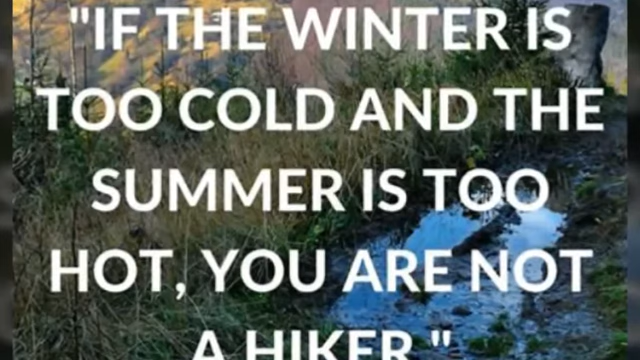 "IF THE WINTER IS
TOO COLD AND THE
SUMMER IS TOO
HOT, YOU ARE NOT
A HIKER."